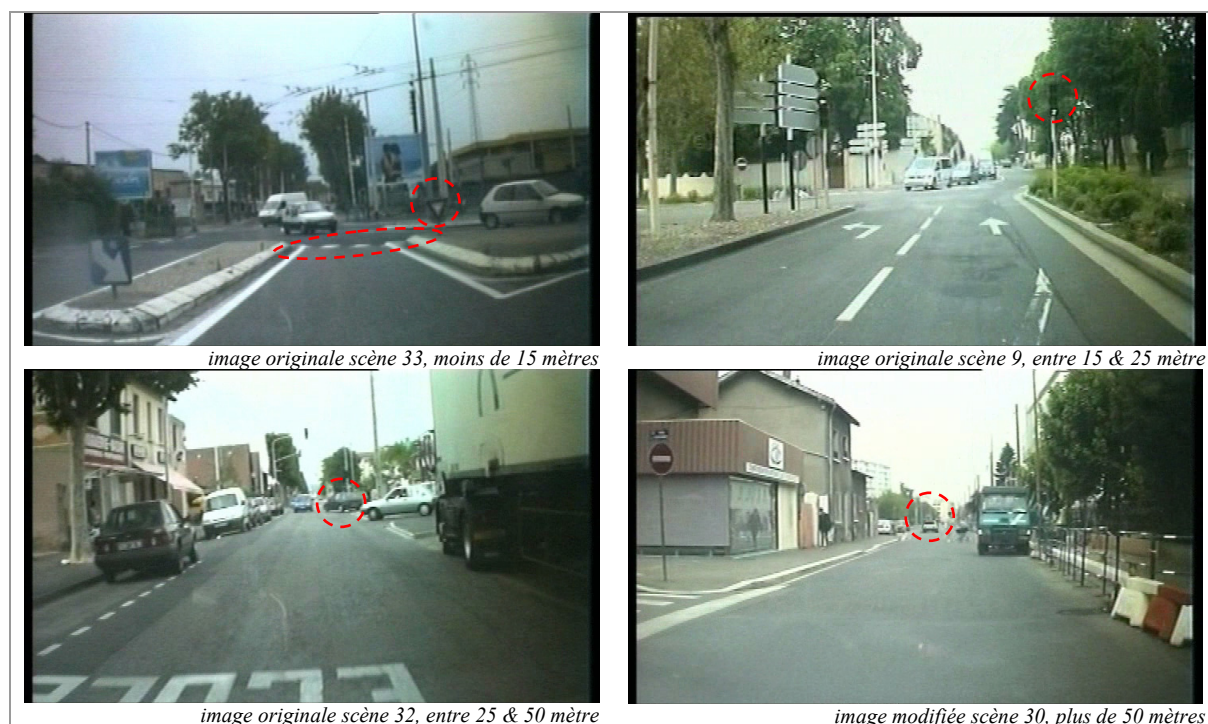 image originale scène 33, moins de 15 mètres
image originale scène 9, entre 15 & 25 mètre
image originale scène 32, entre 25 & 50 mètre
image modifiée scène 30, plus de 50 mètres